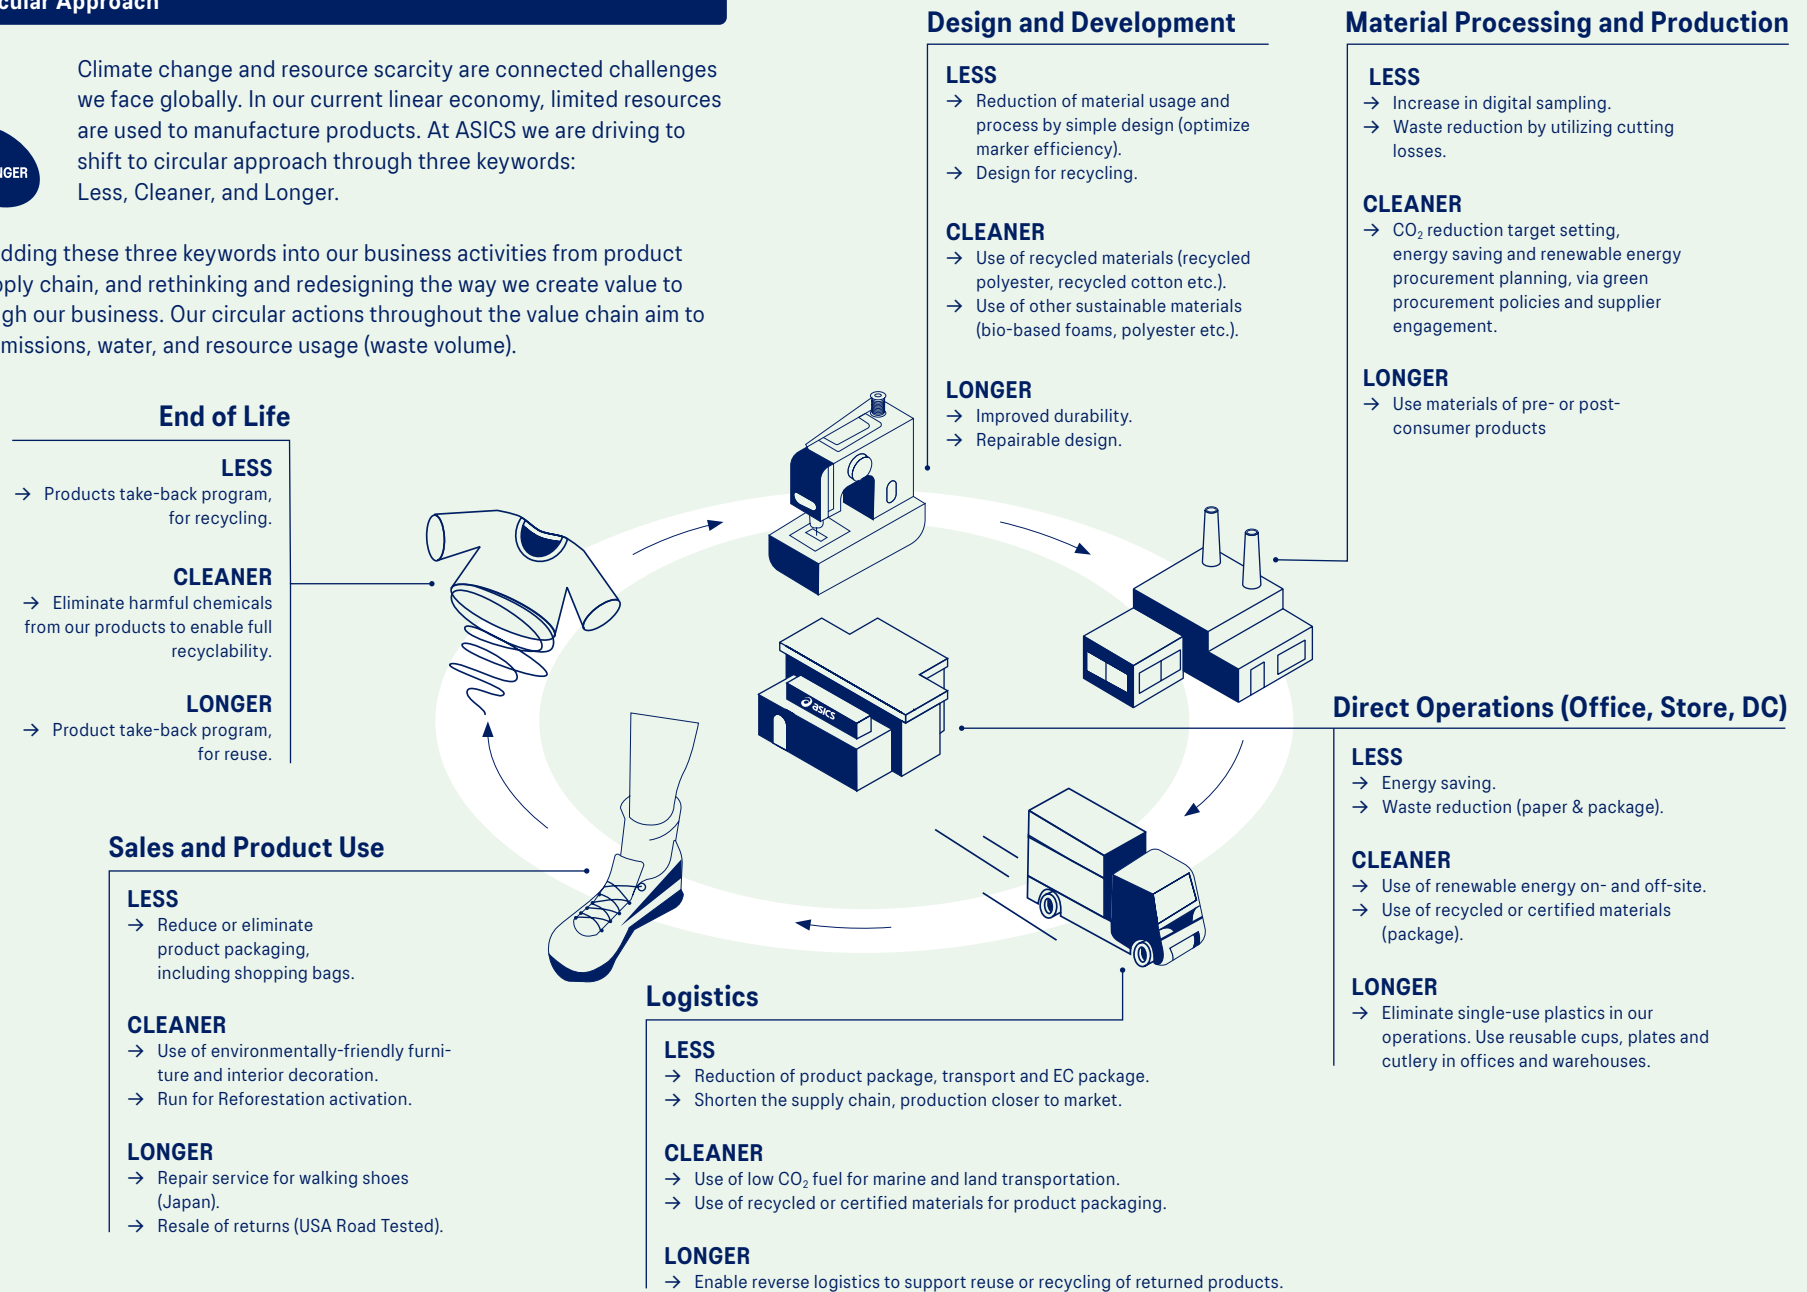 Approach
Climate change and resource scarcity are connected challenges
we face globally. In our current linear economy, limited resources
are used to manufacture products. At ASICS we are driving to
shift to circular approach through three keywords:
Less, Cleaner, and Longer.
these three keywords into our business activities from product
chain, and rethinking and redesigning the way we create value to
our business. Our circular actions throughout the value chain aim to
water, and resource usage (waste volume).
Design and Development
LESS
→ Reduction of material usage and
process by simple design (optimize
marker efficiency).
→ Design for recycling.
CLEANER
→ Use of recycled materials (recycled
polyester, recycled cotton etc.).
→ Use of other sustainable materials
(bio-based foams, polyester etc.).
LONGER
→ Improved durability.
→ Repairable design.
Material Processing and Production
LESS
→ Increase in digital sampling.
→ Waste reduction by utilizing cutting
losses.
CLEANER
→ CO₂ reduction target setting,
energy saving and renewable energy
procurement planning, via green
procurement policies and supplier
engagement.
LONGER
→ Use materials of pre- or post-
consumer products
End of Life
LESS
→ Products take-back program,
for recycling.
CLEANER
→ Eliminate harmful chemicals
from our products to enable full
recyclability.
LONGER
→ Product take-back program,
for reuse.
asics
Direct Operations (Office, Store, DC)
LESS
→ Energy saving.
→ Waste reduction (paper & package).
CLEANER
→ Use of renewable energy on- and off-site.
→ Use of recycled or certified materials
(package).
LONGER
→ Eliminate single-use plastics in our
operations. Use reusable cups, plates and
cutlery in offices and warehouses.
Sales and Product Use
LESS
→ Reduce or eliminate
product packaging,
including shopping bags.
CLEANER
→ Use of environmentally-friendly furni-
ture and interior decoration.
→ Run for Reforestation activation.
LONGER
→ Repair service for walking shoes
(Japan).
→ Resale of returns (USA Road Tested).
Logistics
LESS
→ Reduction of product package, transport and EC package.
→ Shorten the supply chain, production closer to market.
CLEANER
→ Use of low CO₂ fuel for marine and land transportation.
→ Use of recycled or certified materials for product packaging.
LONGER
→ Enable reverse logistics to support reuse or recycling of returned products.